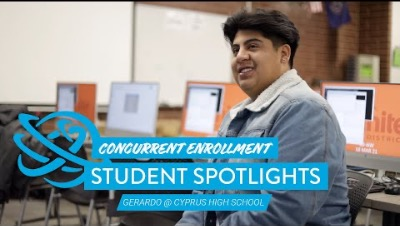 CONCURRENT ENROLLMENT
STUDENT SPOTLIGHTS
GERARDO @ CYPRUS HIGH SCHOOL